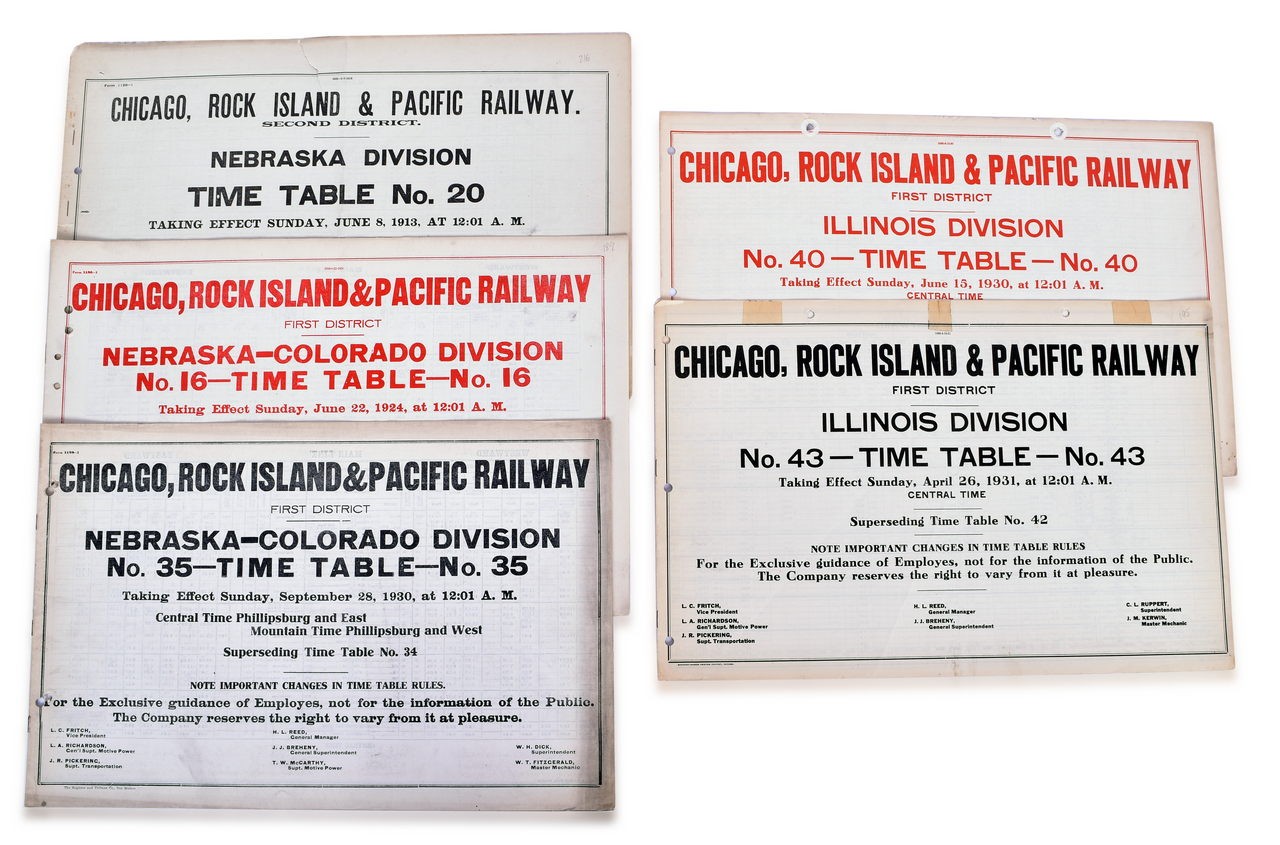 216
Form 1120-1
CHICAGO, ROCK ISLAND & PACIFIC RAILWAY.
SECOND DISTRICT.
NEBRASKA DIVISION
TIME TABLE No. 20
TAKING EFFECT SUNDAY, JUNE 8, 1913, AT 12:01 A. M.
CHICAGO, ROCK ISLAND & PACIFIC RAILWAY
FIRST DISTRICT
NEBRASKA—COLORADO DIVISION
No. 16—TIME TABLE—No. 16
Taking Effect Sunday, June 22, 1924, at 12:01 A. M.
CHICAGO, ROCK ISLAND & PACIFIC RAILWAY
FIRST DISTRICT
NEBRASKA—COLORADO DIVISION
No. 35—TIME TABLE—No. 35
Taking Effect Sunday, September 28, 1930, at 12:01 A. M.
Central Time Phillipsburg and East
Mountain Time Phillipsburg and West
Superseding Time Table No. 34
NOTE IMPORTANT CHANGES IN TIME TABLE RULES.
For the Exclusive guidance of Employes, not for the information of the Public.
The Company reserves the right to vary from it at pleasure.
L. C. FRITCH,
Vice President
L. A. RICHARDSON,
Gen'l Supt. Motive Power
J. R. PICKERING,
Supt. Transportation
H. L. REED,
General Manager
J. J. BREHENY,
General Superintendent
T. W. McCARTHY,
Supt. Motive Power
W. H. DICK,
Superintendent
W. T. FITZGERALD,
Master Mechanic
CHICAGO, ROCK ISLAND & PACIFIC RAILWAY
FIRST DISTRICT
ILLINOIS DIVISION
No. 40 — TIME TABLE — No. 40
Taking Effect Sunday, June 15, 1930, at 12:01 A. M.
CENTRAL TIME
CHICAGO, ROCK ISLAND & PACIFIC RAILWAY
FIRST DISTRICT
ILLINOIS DIVISION
No. 43 — TIME TABLE — No. 43
Taking Effect Sunday, April 26, 1931, at 12:01 A. M.
CENTRAL TIME
Superseding Time Table No. 42
NOTE IMPORTANT CHANGES IN TIME TABLE RULES
For the Exclusive guidance of Employes, not for the information of the Public.
The Company reserves the right to vary from it at pleasure.
L. C. FRITCH,
Vice President
L. A. RICHARDSON,
Gen'l Supt. Motive Power
J. R. PICKERING,
Supt. Transportation
H. L. REED,
General Manager
J. J. BREHENY,
General Superintendent
C. L. RUPPERT,
Superintendent
J. M. KERWIN,
Master Mechanic